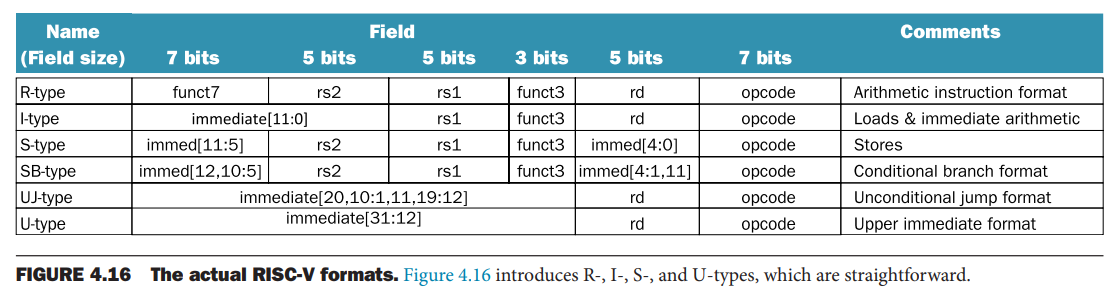 Name Field Comments
(Field size) 7 bits 5 bits 5 bits 3 bits 5 bits 7 bits
R-type funct7 rs2 rs1 funct3 rd opcode Arithmetic instruction format
I-type immediate[11:0] rs1 funct3 rd opcode Loads & immediate arithmetic
S-type immed[11:5] rs2 rs1 funct3 immed[4:0] opcode Stores
SB-type immed[12,10:5] rs2 rs1 funct3 immed[4:1,11] opcode Conditional branch format
UJ-type immediate[20,10:1,11,19:12] rd opcode Unconditional jump format
U-type immediate[31:12] rd opcode Upper immediate format
FIGURE 4.16 The actual RISC-V formats. Figure 4.16 introduces R-, I-, S-, and U-types, which are straightforward.